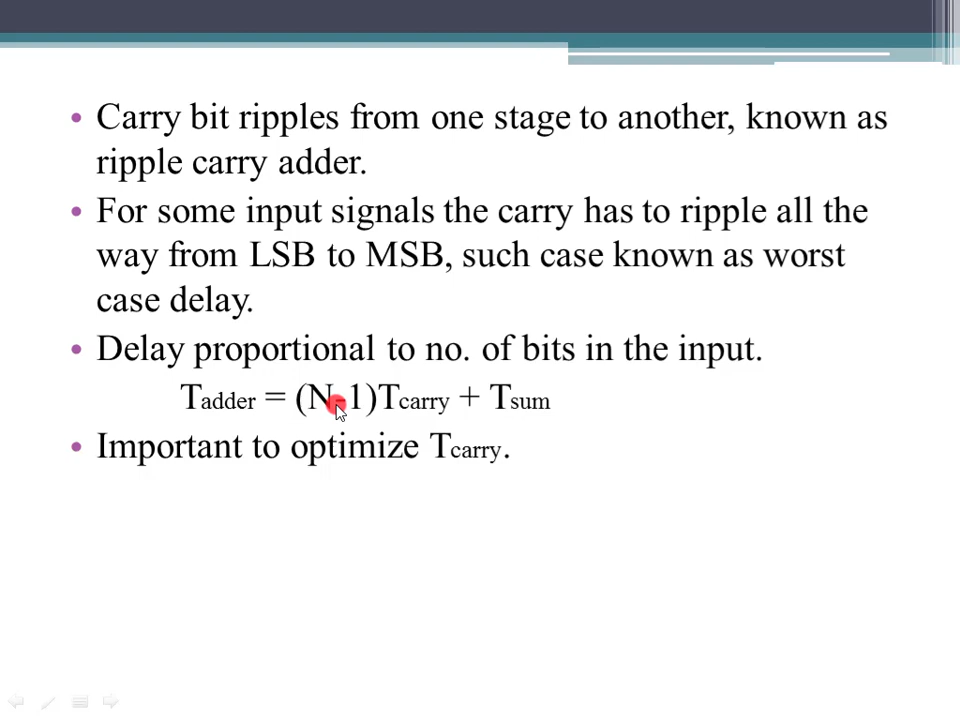 • Carry bit ripples from one stage to another, known as
ripple carry adder.
• For some input signals the carry has to ripple all the
way from LSB to MSB, such case known as worst
case delay.
• Delay proportional to no. of bits in the input.
Tadder = (N-1)Tcarry + Tsum
• Important to optimize Tcarry.